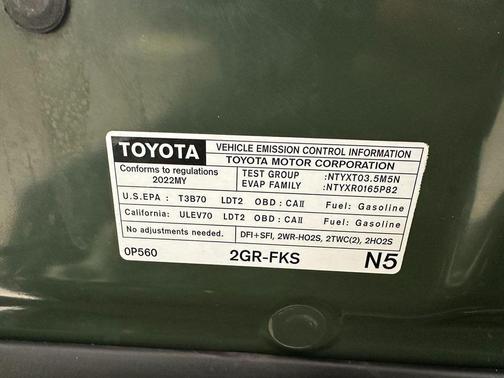 TOYOTA VEHICLE EMISSION CONTROL INFORMATION
TOYOTA MOTOR CORPORATION
Conforms to regulations
2022MY
TEST GROUP :NTYXT03.5M5N
EVAP FAMILY :NTYXR0165P82
U.S.EPA : T3B70 LDT2 OBD : CAII Fuel: Gasoline
California: ULEV70 LDT2 OBD : CAII Fuel: Gasoline
No adjustments needed. DFI+SFI, 2WR-HO2S, 2TWC(2), 2HO2S
0P560 2GR-FKS N5